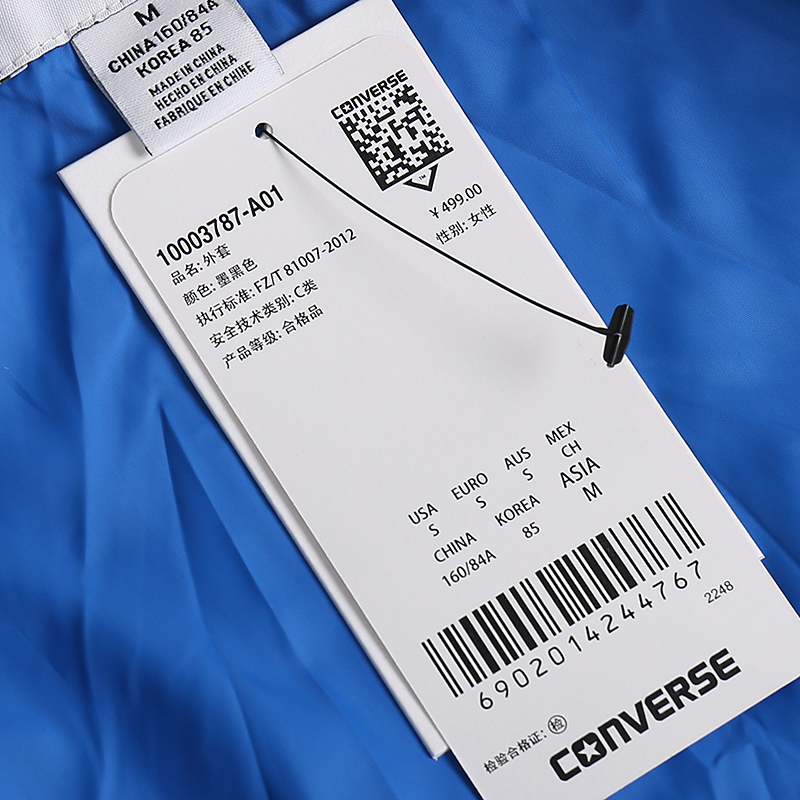 M
CHINA160/84A
KOREA 85
MADE IN CHINA
HECHO EN CHINA
FABRIQUE EN CHINE
CONVERSE
TM
10003787-A01
¥ 499.00
品名: 外套
性别: 女性
颜色: 墨黑色
执行标准: FZ/T 81007-2012
安全技术类别: C类
产品等级: 合格品
USA EURO AUS MEX
S S S CH
CHINA KOREA ASIA
160/84A 85 M
6902014244767
2248
检验合格证: 检
CONVERSE